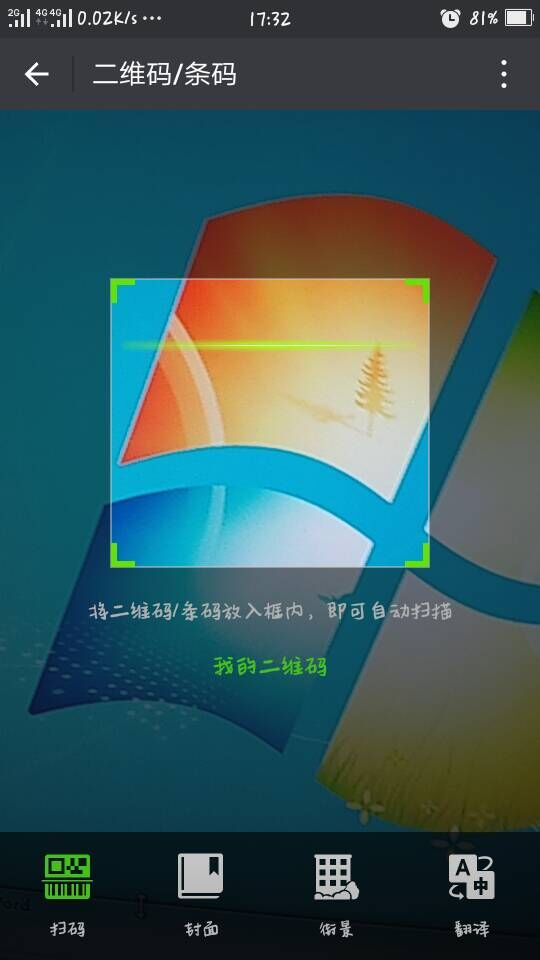 2G 4G 4G 0.02K/s ··· 17:32 81%
二维码/条码
将二维码/条码放入框内，即可自动扫描
我的二维码
扫码 封面 街景 翻译
A 中